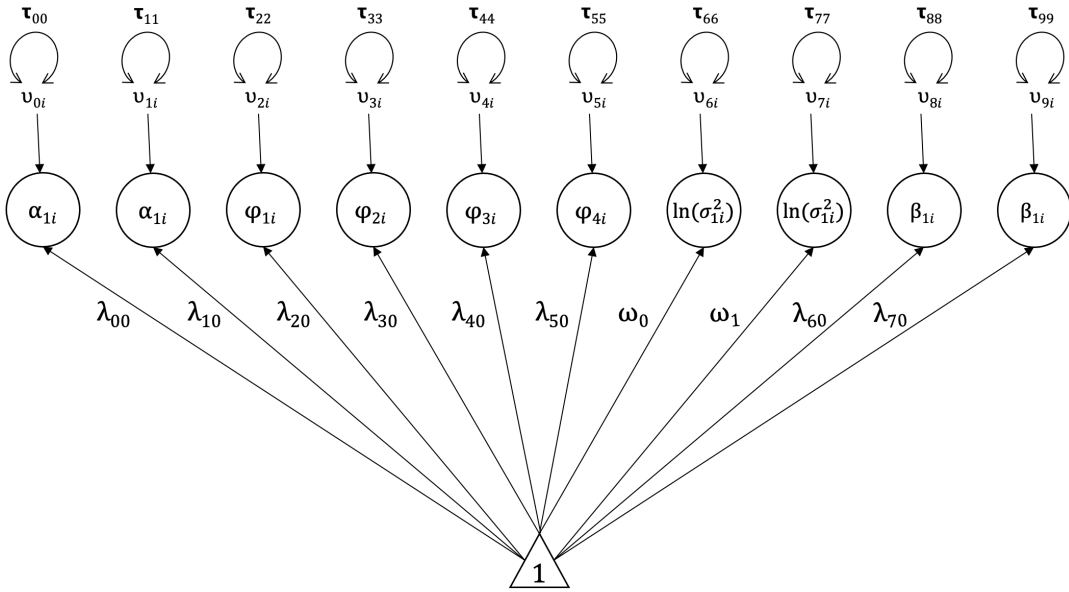 τ₀₀ τ₁₁ τ₂₂ τ₃₃ τ₄₄ τ₅₅ τ₆₆ τ₇₇ τ₈₈ τ₉₉
υ₀ᵢ υ₁ᵢ υ₂ᵢ υ₃ᵢ υ₄ᵢ υ₅ᵢ υ₆ᵢ υ₇ᵢ υ₈ᵢ υ₉ᵢ
α₁ᵢ α₁ᵢ φ₁ᵢ φ₂ᵢ φ₃ᵢ φ₄ᵢ ln(σ²₁ᵢ) ln(σ²₁ᵢ) β₁ᵢ β₁ᵢ
λ₀₀ λ₁₀ λ₂₀ λ₃₀ λ₄₀ λ₅₀ ω₀ ω₁ λ₆₀ λ₇₀
1